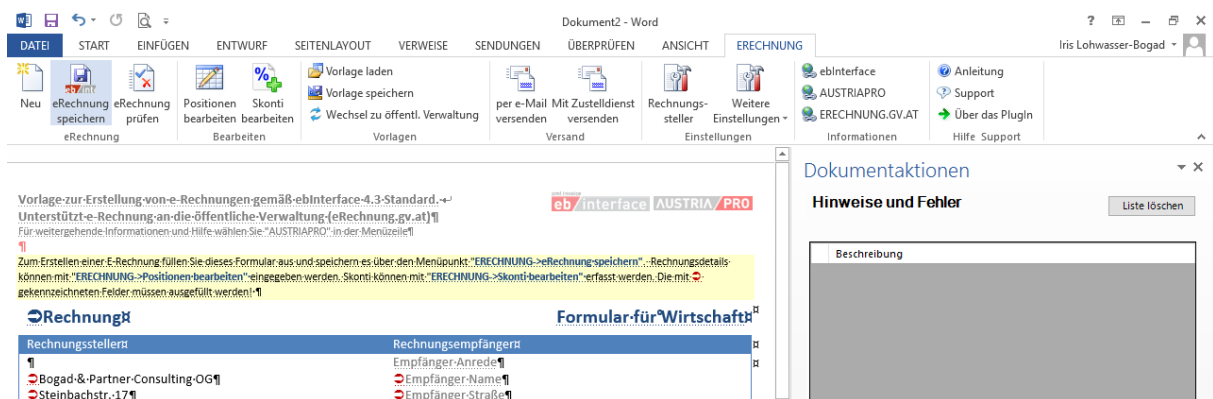 Dokument2 - Word
DATEI START EINFÜGEN ENTWURF SEITENLAYOUT VERWEISE SENDUNGEN ÜBERPRÜFEN ANSICHT ERECHNUNG Iris Lohwasser-Bogad
Neu eRechnung speichern eRechnung prüfen Positionen bearbeiten Skonti bearbeiten
Vorlage laden
Vorlage speichern
Wechsel zu öffentl. Verwaltung
per e-Mail versenden Mit Zustelldienst versenden Rechnungs-steller Weitere Einstellungen
ebInterface
AUSTRIAPRO
ERECHNUNG.GV.AT
Anleitung
Support
Über das PlugIn
eRechnung Bearbeiten Vorlagen Versand Einstellungen Informationen Hilfe Support
Vorlage·zur·Erstellung·von·e-Rechnungen·gemäß·ebInterface·4.3·Standard.·↵
Unterstützt·e-Rechnung·an·die·öffentliche·Verwaltung·(eRechnung.gv.at)¶
Für·weitergehende·Informationen·und·Hilfe·wählen·Sie·"AUSTRIAPRO"·in·der·Menüzeile¶
eb/interface AUSTRIA/PRO
¶
Zum·Erstellen·einer·E-Rechnung·füllen·Sie·dieses·Formular·aus·und·speichern·es·über·den·Menüpunkt·"ERECHNUNG->eRechnung·speichern".·Rechnungsdetails·
können·mit·"ERECHNUNG->Positionen·bearbeiten"·eingegeben·werden.·Skonti·können·mit·"ERECHNUNG->Skonti·bearbeiten"·erfasst·werden.·Die·mit·
gekennzeichneten·Felder·müssen·ausgefüllt·werden!·¶
Rechnung¤ Formular·für°Wirtschaft¤
Rechnungssteller¤ Rechnungsempfänger¤
¶ Empfänger·Anrede¶
Bogad·&·Partner·Consulting·OG¶ Empfänger·Name¶
Steinbachstr.·17¶ Empfänger·Straße¶
Dokumentaktionen
Hinweise und Fehler Liste löschen
Beschreibung